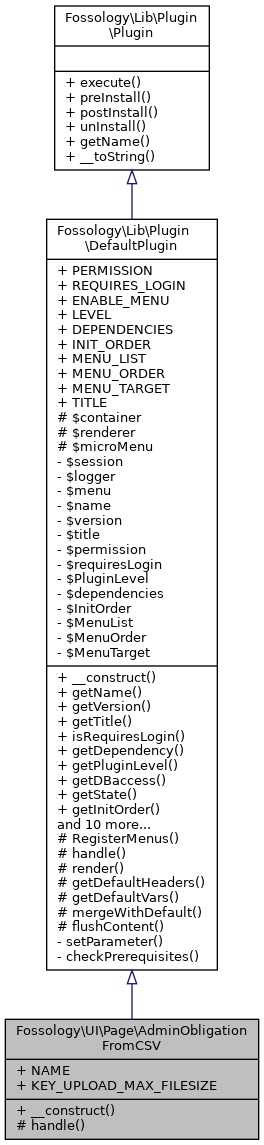 Fossology\Lib\Plugin
\Plugin
+ execute()
+ preInstall()
+ postInstall()
+ unInstall()
+ getName()
+ __toString()
Fossology\Lib\Plugin
\DefaultPlugin
+ PERMISSION
+ REQUIRES_LOGIN
+ ENABLE_MENU
+ LEVEL
+ DEPENDENCIES
+ INIT_ORDER
+ MENU_LIST
+ MENU_ORDER
+ MENU_TARGET
+ TITLE
# $container
# $renderer
# $microMenu
- $session
- $logger
- $menu
- $name
- $version
- $title
- $permission
- $requiresLogin
- $PluginLevel
- $dependencies
- $InitOrder
- $MenuList
- $MenuOrder
- $MenuTarget
+ __construct()
+ getName()
+ getVersion()
+ getTitle()
+ isRequiresLogin()
+ getDependency()
+ getPluginLevel()
+ getDBaccess()
+ getState()
+ getInitOrder()
and 10 more...
# RegisterMenus()
# handle()
# render()
# getDefaultHeaders()
# getDefaultVars()
# mergeWithDefault()
# flushContent()
- setParameter()
- checkPrerequisites()
Fossology\UI\Page\AdminObligation
FromCSV
+ NAME
+ KEY_UPLOAD_MAX_FILESIZE
+ __construct()
# handle()